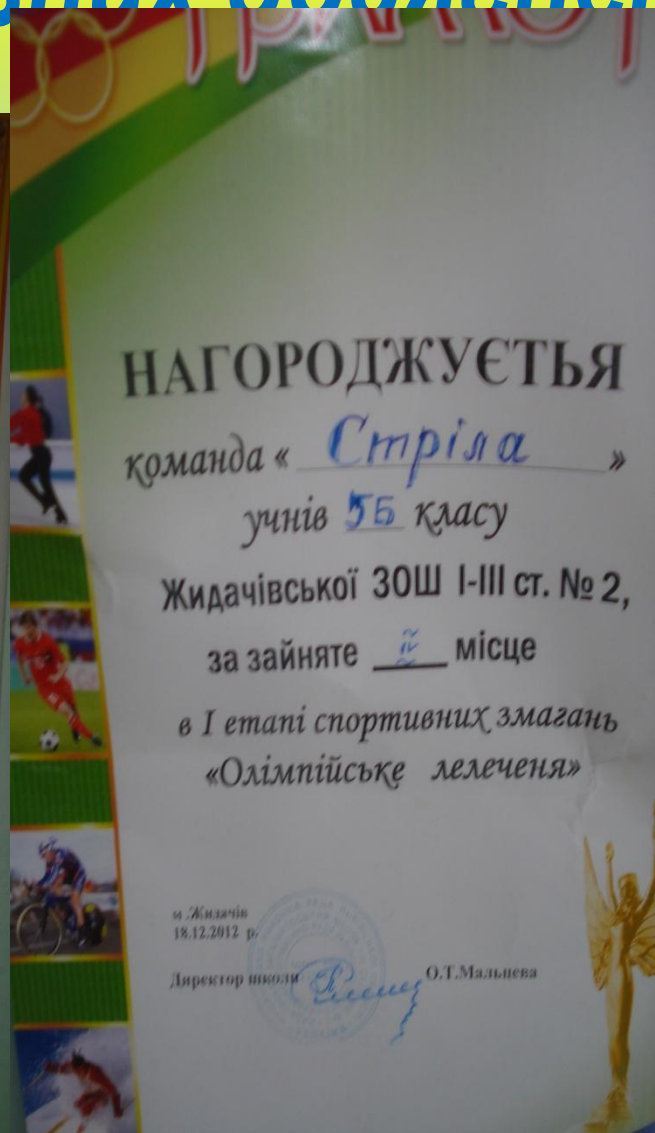 НАГОРОДЖУЄТЬЯ
команда « Стріла »
учнів 5Б класу
Жидачівської ЗОШ І-ІІІ ст. № 2,
за зайняте IV місце
в І етапі спортивних змагань
«Олімпійське лелеченя»
м .Жидачів
18.12.2012 р.
Директор школи О.Т.Мальцева